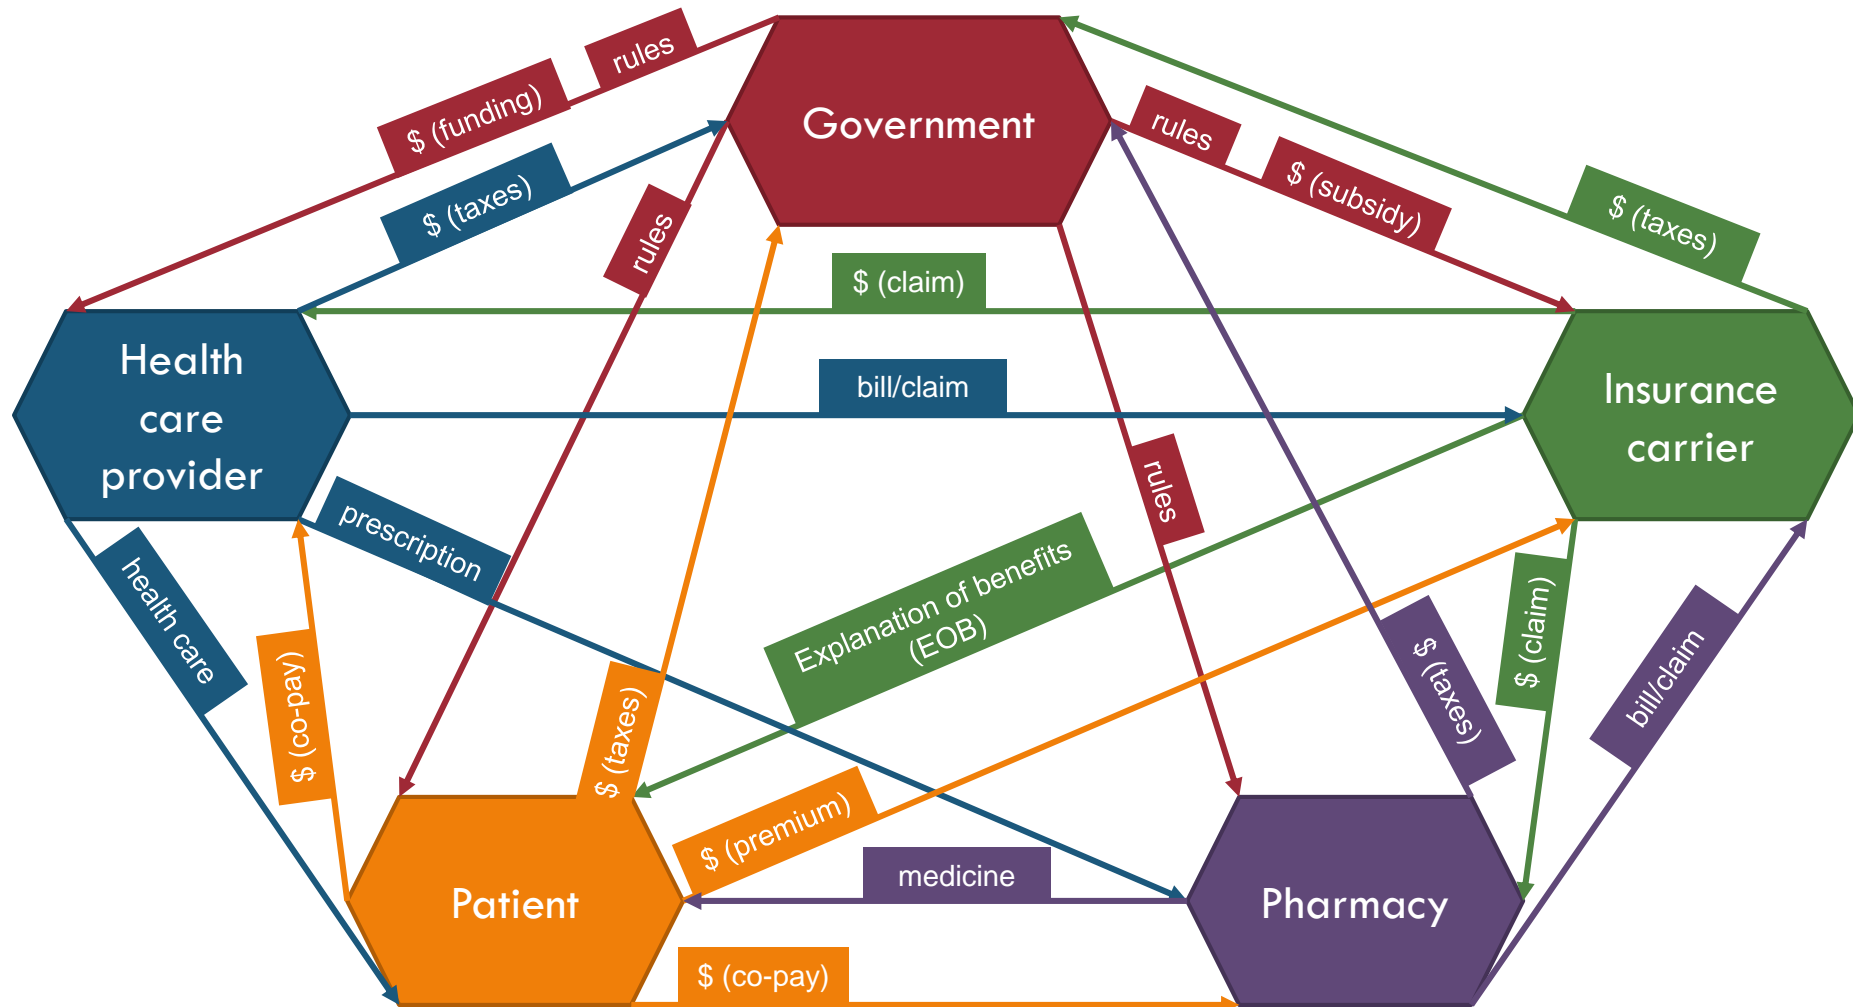 rules
$ (funding)
Government
rules
$ (subsidy)
$ (taxes)
$ (taxes)
rules
$ (claim)
Health
care
provider
bill/claim
Insurance
carrier
prescription
rules
health care
Explanation of benefits
(EOB)
$ (co-pay)
$ (taxes)
$ (claim)
$ (taxes)
bill/claim
$ (premium)
medicine
Patient
Pharmacy
$ (co-pay)